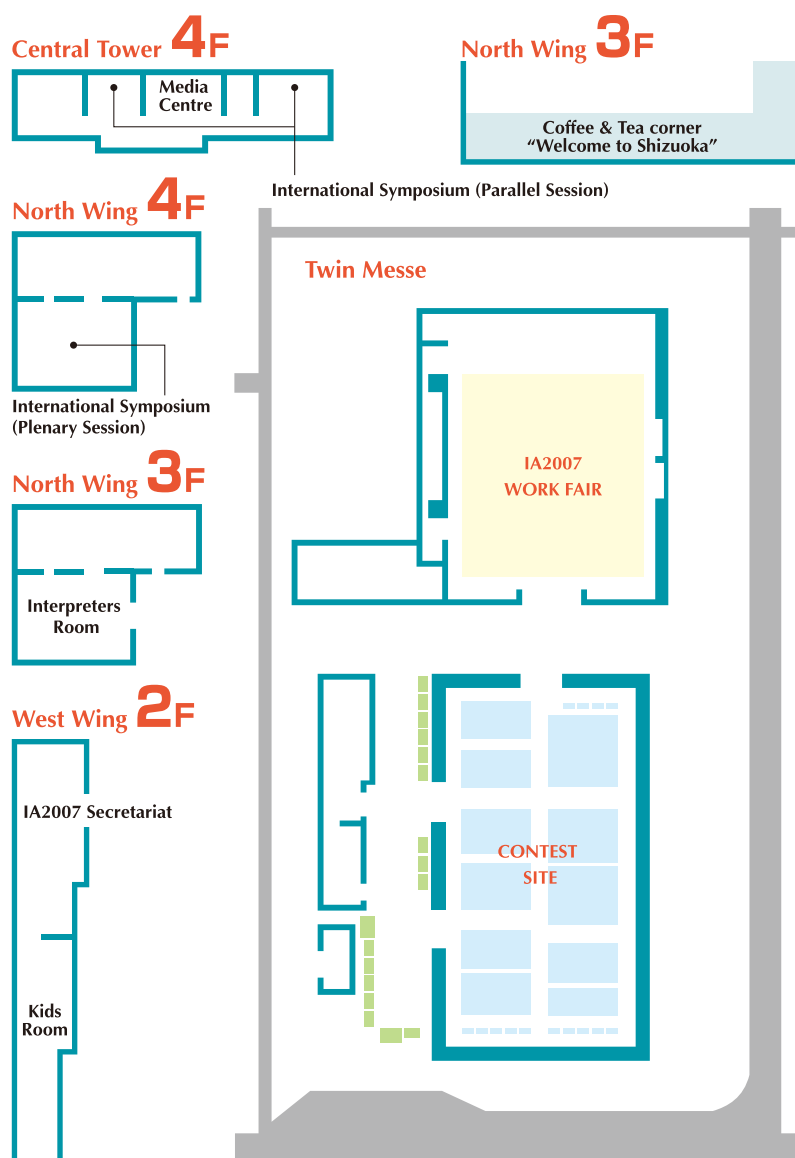 Central Tower 4F
Media
Centre
North Wing 3F
Coffee & Tea corner
“Welcome to Shizuoka”
International Symposium (Parallel Session)
North Wing 4F
International Symposium
(Plenary Session)
North Wing 3F
Interpreters
Room
West Wing 2F
IA2007 Secretariat
Kids
Room
Twin Messe
IA2007
WORK FAIR
CONTEST
SITE